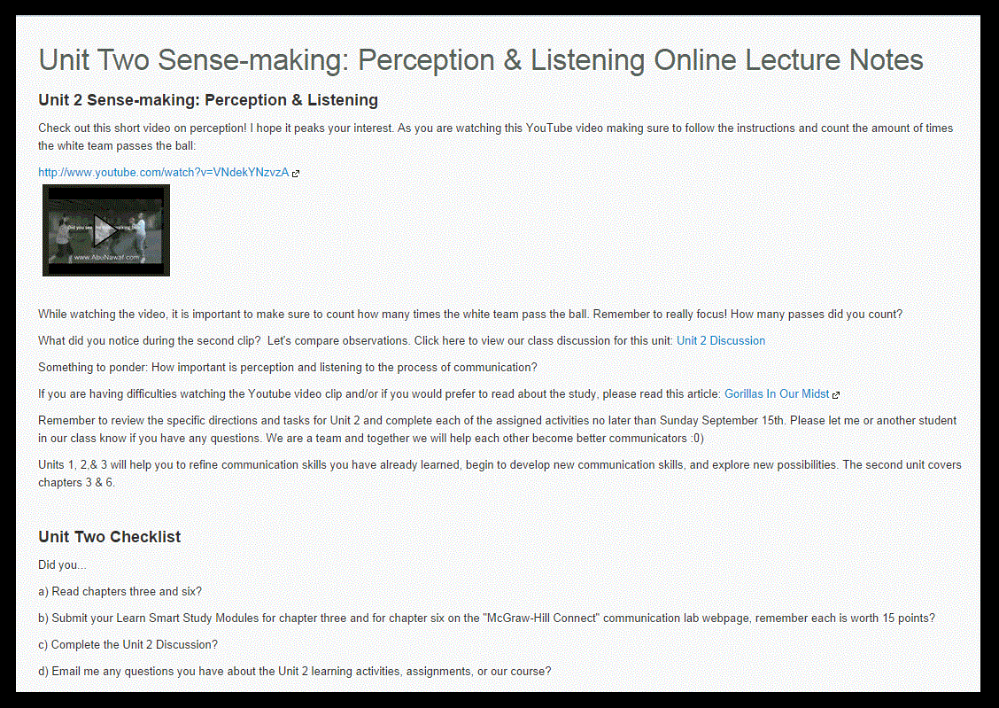 Unit Two Sense-making: Perception & Listening Online Lecture Notes
Unit 2 Sense-making: Perception & Listening
Check out this short video on perception! I hope it peaks your interest. As you are watching this YouTube video making sure to follow the instructions and count the amount of times
the white team passes the ball:
http://www.youtube.com/watch?v=VNdekYNzvzA
Did you see
www.AbuNawaf.com
While watching the video, it is important to make sure to count how many times the white team pass the ball. Remember to really focus! How many passes did you count?
What did you notice during the second clip?  Let's compare observations. Click here to view our class discussion for this unit: Unit 2 Discussion
Something to ponder: How important is perception and listening to the process of communication?
If you are having difficulties watching the Youtube video clip and/or if you would prefer to read about the study, please read this article: Gorillas In Our Midst
Remember to review the specific directions and tasks for Unit 2 and complete each of the assigned activities no later than Sunday September 15th. Please let me or another student
in our class know if you have any questions. We are a team and together we will help each other become better communicators :0)
Units 1, 2,& 3 will help you to refine communication skills you have already learned, begin to develop new communication skills, and explore new possibilities. The second unit covers
chapters 3 & 6.
Unit Two Checklist
Did you...
a) Read chapters three and six?
b) Submit your Learn Smart Study Modules for chapter three and for chapter six on the "McGraw-Hill Connect" communication lab webpage, remember each is worth 15 points?
c) Complete the Unit 2 Discussion?
d) Email me any questions you have about the Unit 2 learning activities, assignments, or our course?